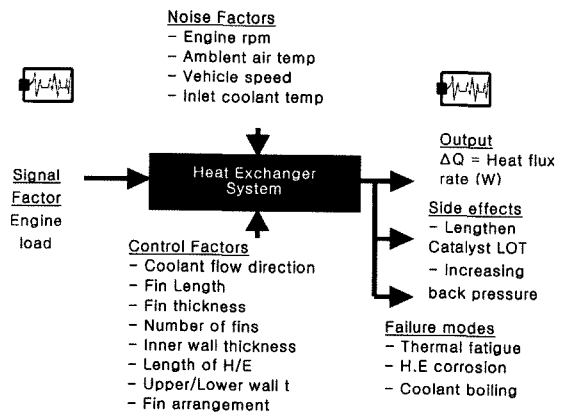 Noise Factors
- Engine rpm
- Ambient air temp
- Vehicle speed
- Inlet coolant temp
Signal
Factor
Engine
load
Heat Exchanger
System
Control Factors
- Coolant flow direction
- Fin Length
- Fin thickness
- Number of fins
- Inner wall thickness
- Length of H/E
- Upper/Lower wall t
- Fin arrangement
Output
ΔQ = Heat flux
rate (W)
Side effects
- Lengthen
Catalyst LOT
- Increasing
back pressure
Failure modes
- Thermal fatigue
- H.E corrosion
- Coolant boiling